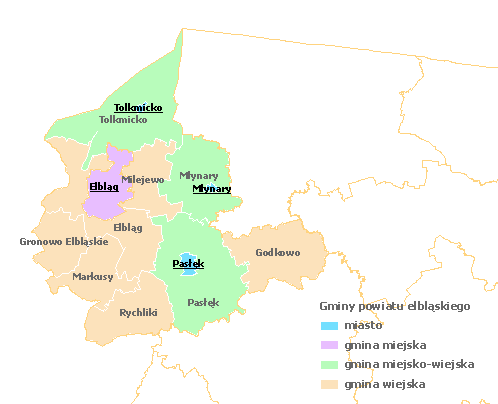 Tolkmicko
Tolkmicko
Młynary
Młynary
Elbląg
Milejewo
Elbląg
Gronowo Elbląskie
Pasłęk
Godkowo
Markusy
Pasłęk
Rychliki
Gminy powiatu elbląskiego
miasto
gmina miejska
gmina miejsko-wiejska
gmina wiejska